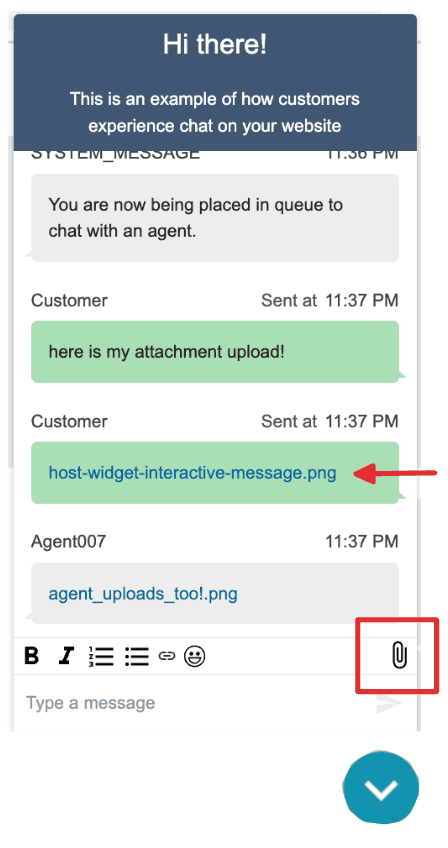 Hi there!
This is an example of how customers
experience chat on your website
SYSTEM_MESSAGE 11:36 PM
You are now being placed in queue to
chat with an agent.
Customer Sent at 11:37 PM
here is my attachment upload!
Customer Sent at 11:37 PM
host-widget-interactive-message.png
Agent007 11:37 PM
agent_uploads_too!.png
B I
Type a message